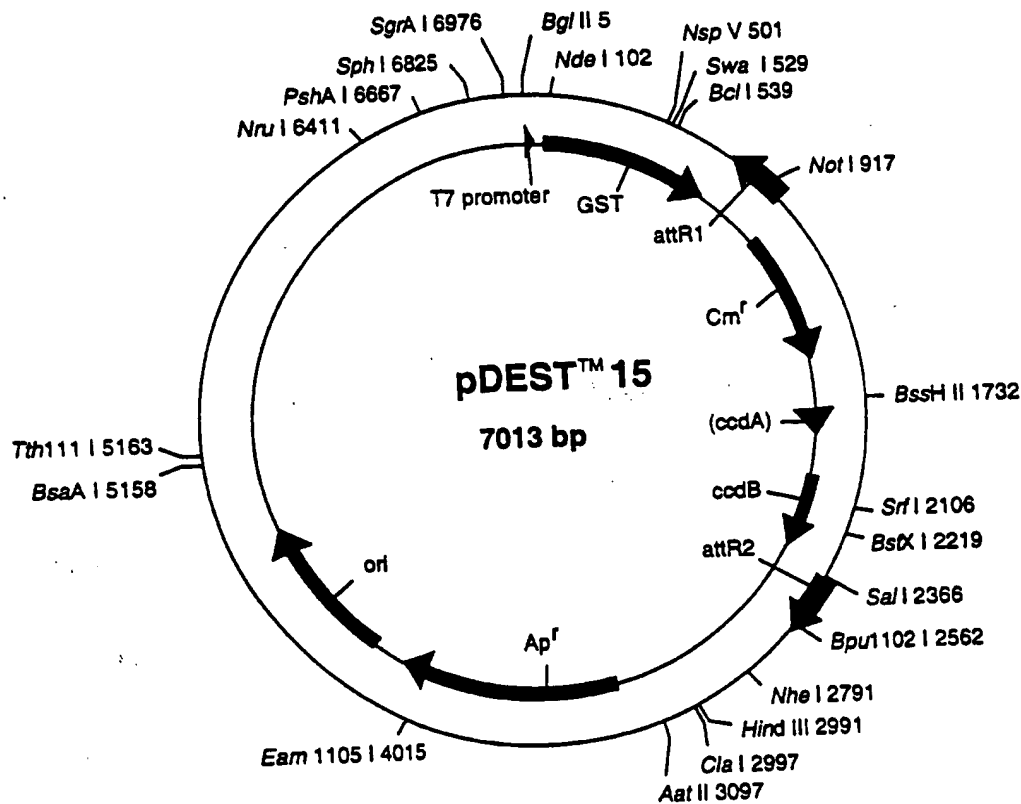 SgrA I 6976
Bgl II 5
Nsp V 501
Sph I 6825
Nde I 102
Swa I 529
PshA I 6667
Bcl I 539
Nru I 6411
Not I 917
T7 promoter
GST
attR1
Cmr
pDEST™ 15
BssH II 1732
(ccdA)
7013 bp
Tth111 I 5163
BsaA I 5158
ccdB
Srf I 2106
BstX I 2219
attR2
ori
Sal I 2366
Bpu1102 I 2562
Apr
Nhe I 2791
Hind III 2991
Eam 1105 I 4015
Cla I 2997
Aat II 3097